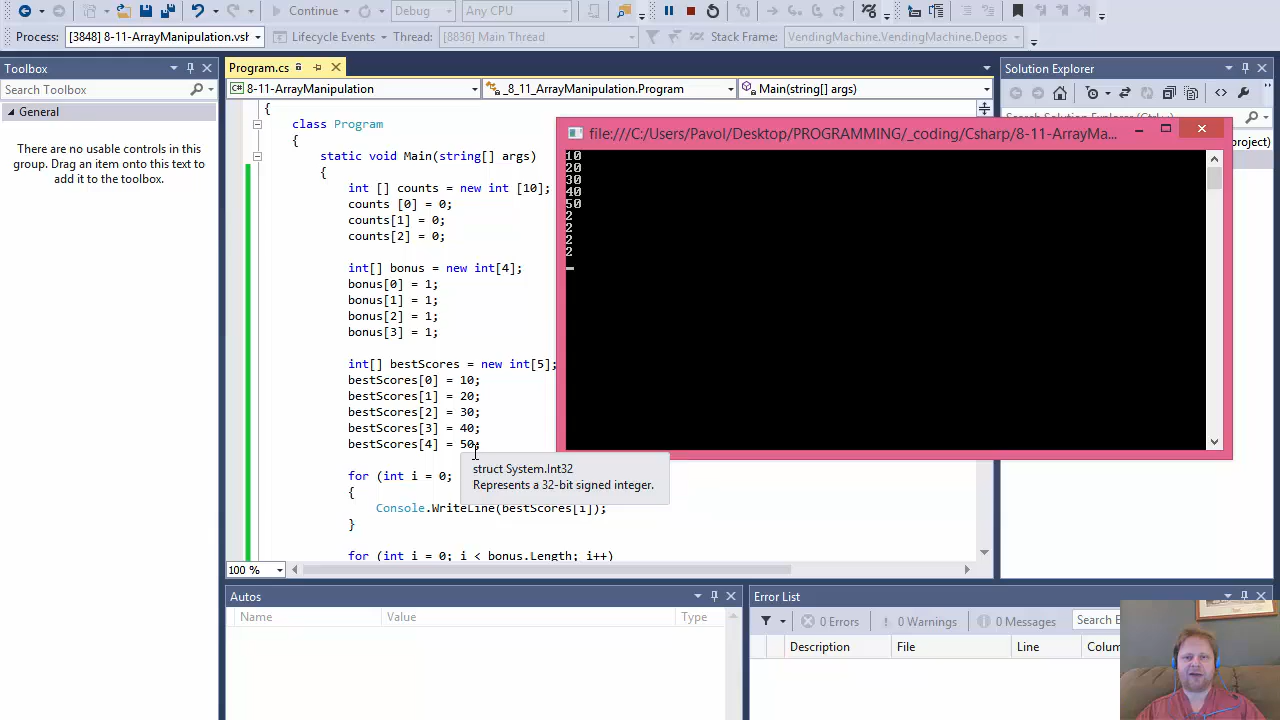 Continue
Debug
Any CPU
Process: [3848] 8-11-ArrayManipulation.vsh
Lifecycle Events
Thread: [8836] Main Thread
Stack Frame: VendingMachine.VendingMachine.Depos
Toolbox
Program.cs
Solution Explorer
Search Toolbox
8-11-ArrayManipulation
_8_11_ArrayManipulation.Program
Main(string[] args)
General
There are no usable controls in this
group. Drag an item onto this text to
add it to the toolbox.
{
class Program
{
static void Main(string[] args)
{
int [] counts = new int [10];
counts [0] = 0;
counts[1] = 0;
counts[2] = 0;
int[] bonus = new int[4];
bonus[0] = 1;
bonus[1] = 1;
bonus[2] = 1;
bonus[3] = 1;
int[] bestScores = new int[5];
bestScores[0] = 10;
bestScores[1] = 20;
bestScores[2] = 30;
bestScores[3] = 40;
bestScores[4] = 50;
for (int i = 0;
{
Console.WriteLine(bestScores[i]);
}
for (int i = 0; i < bonus.Length; i++)
struct System.Int32
Represents a 32-bit signed integer.
file:///C:/Users/Pavol/Desktop/PROGRAMMING/_coding/Csharp/8-11-ArrayMa...
10
20
30
40
50
2
2
2
2
project)
100 %
Autos
Name Value Type
Error List
0 Errors 0 Warnings 0 Messages Search E
Description File Line Colum